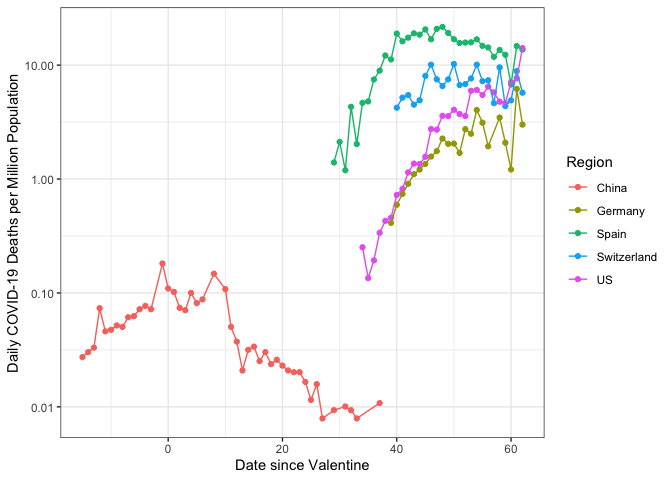 10.00
1.00
0.10
0.01
Daily COVID-19 Deaths per Million Population
0
20
40
60
Date since Valentine
Region
China
Germany
Spain
Switzerland
US